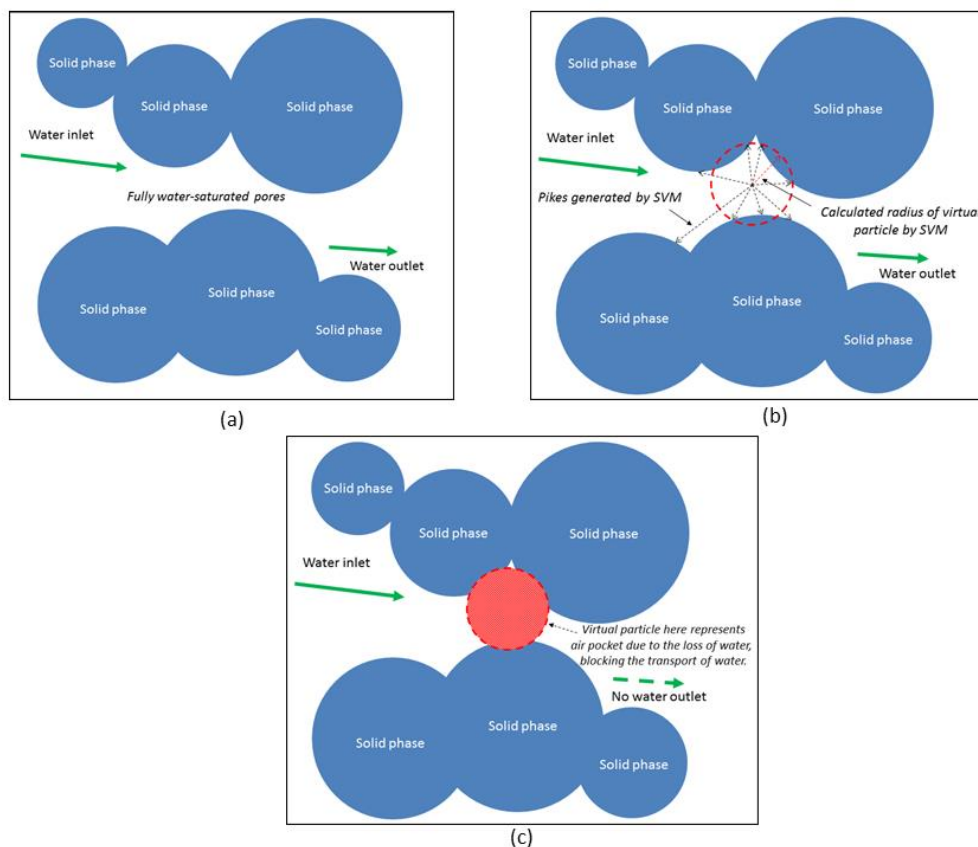 Solid phase
Solid phase
Solid phase
Water inlet
Fully water-saturated pores
Water outlet
Solid phase
Solid phase
Solid phase
(a)
Solid phase
Solid phase
Solid phase
Water inlet
Pikes generated by SVM
Calculated radius of virtual
particle by SVM
Water outlet
Solid phase
Solid phase
Solid phase
(b)
Solid phase
Solid phase
Solid phase
Water inlet
Virtual particle here represents
air pocket due to the loss of water,
blocking the transport of water.
No water outlet
Solid phase
Solid phase
Solid phase
(c)